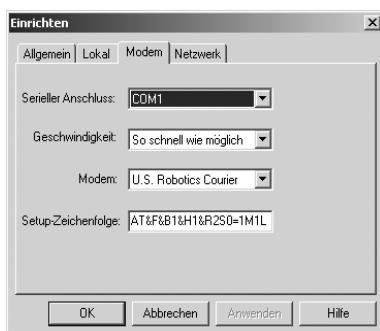 Einrichten
Allgemein Lokal Modem Netzwerk
Serieller Anschluss: COM1
Geschwindigkeit: So schnell wie möglich
Modem: U.S. Robotics Courier
Setup-Zeichenfolge: AT&F&B1&H1&R2S0=1M1L
OK Abbrechen Anwenden Hilfe